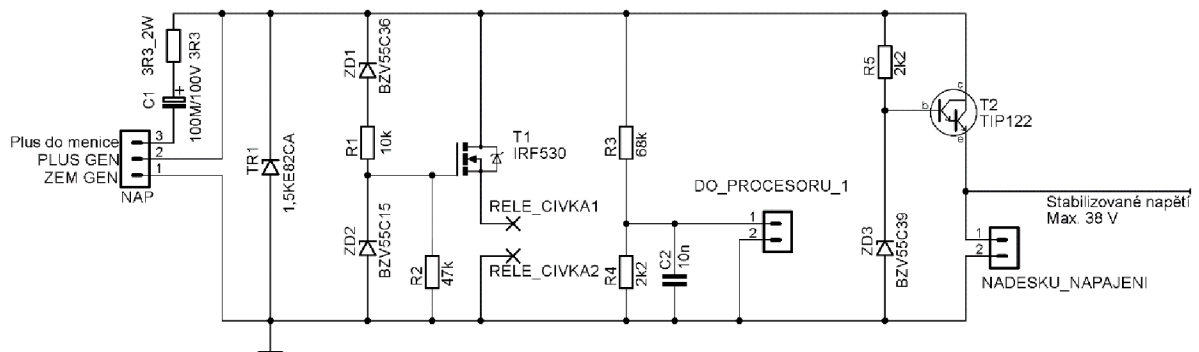 3R3_2W
3R3
C1
+
100M/100V
Plus do menice
3
PLUS GEN
2
ZEM GEN
1
NAP
TR1
1,5KE82CA
ZD1
BZV55C36
R1
10k
ZD2
BZV55C15
R2
47k
T1
IRF530
RELE_CIVKA1
RELE_CIVKA2
R3
68k
R4
2k2
C2
10n
DO_PROCESORU_1
1
2
R5
2k2
ZD3
BZV55C39
c
b
e
T2
TIP122
Stabilizované napětí
Max. 38 V
1
2
NADESKU_NAPAJENI